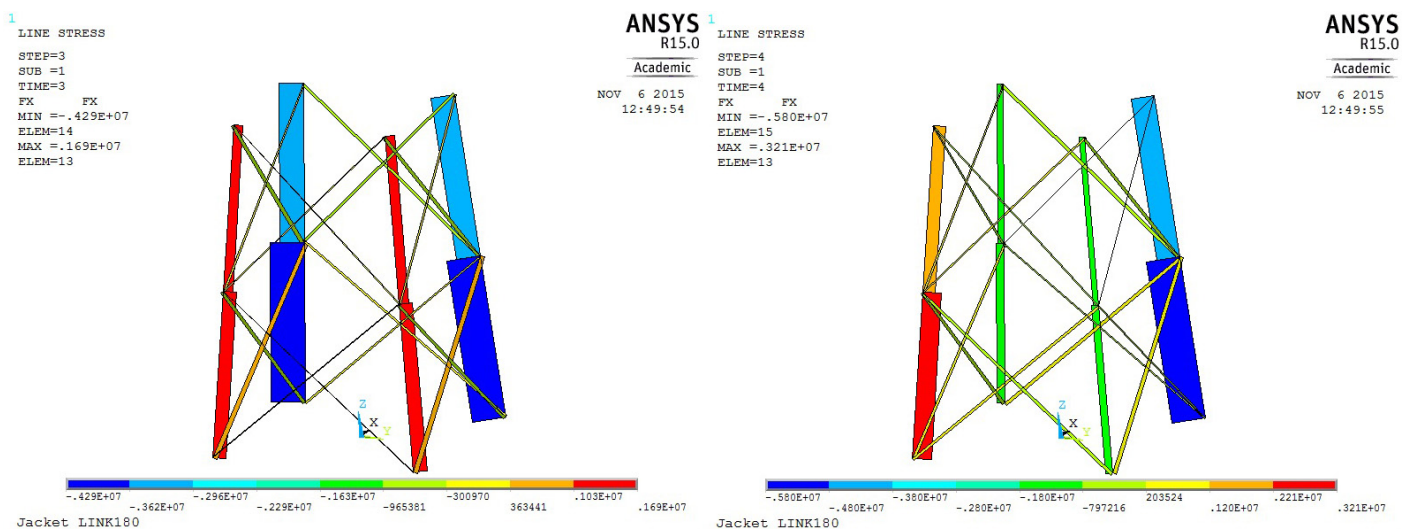 1
LINE STRESS
STEP=3
SUB =1
TIME=3
FX FX
MIN =-.429E+07
ELEM=14
MAX =.169E+07
ELEM=13
ANSYS
R15.0
Academic
NOV 6 2015
12:49:54
Z
X
Y
-.429E+07 -.296E+07 -.163E+07 -300970 .103E+07
-.362E+07 -.229E+07 -965381 363441 .169E+07
Jacket LINK180
1
LINE STRESS
STEP=4
SUB =1
TIME=4
FX FX
MIN =-.580E+07
ELEM=15
MAX =.321E+07
ELEM=13
ANSYS
R15.0
Academic
NOV 6 2015
12:49:55
Z
X
Y
-.580E+07 -.380E+07 -.180E+07 203524 .221E+07
-.480E+07 -.280E+07 -797216 .120E+07 .321E+07
Jacket LINK180